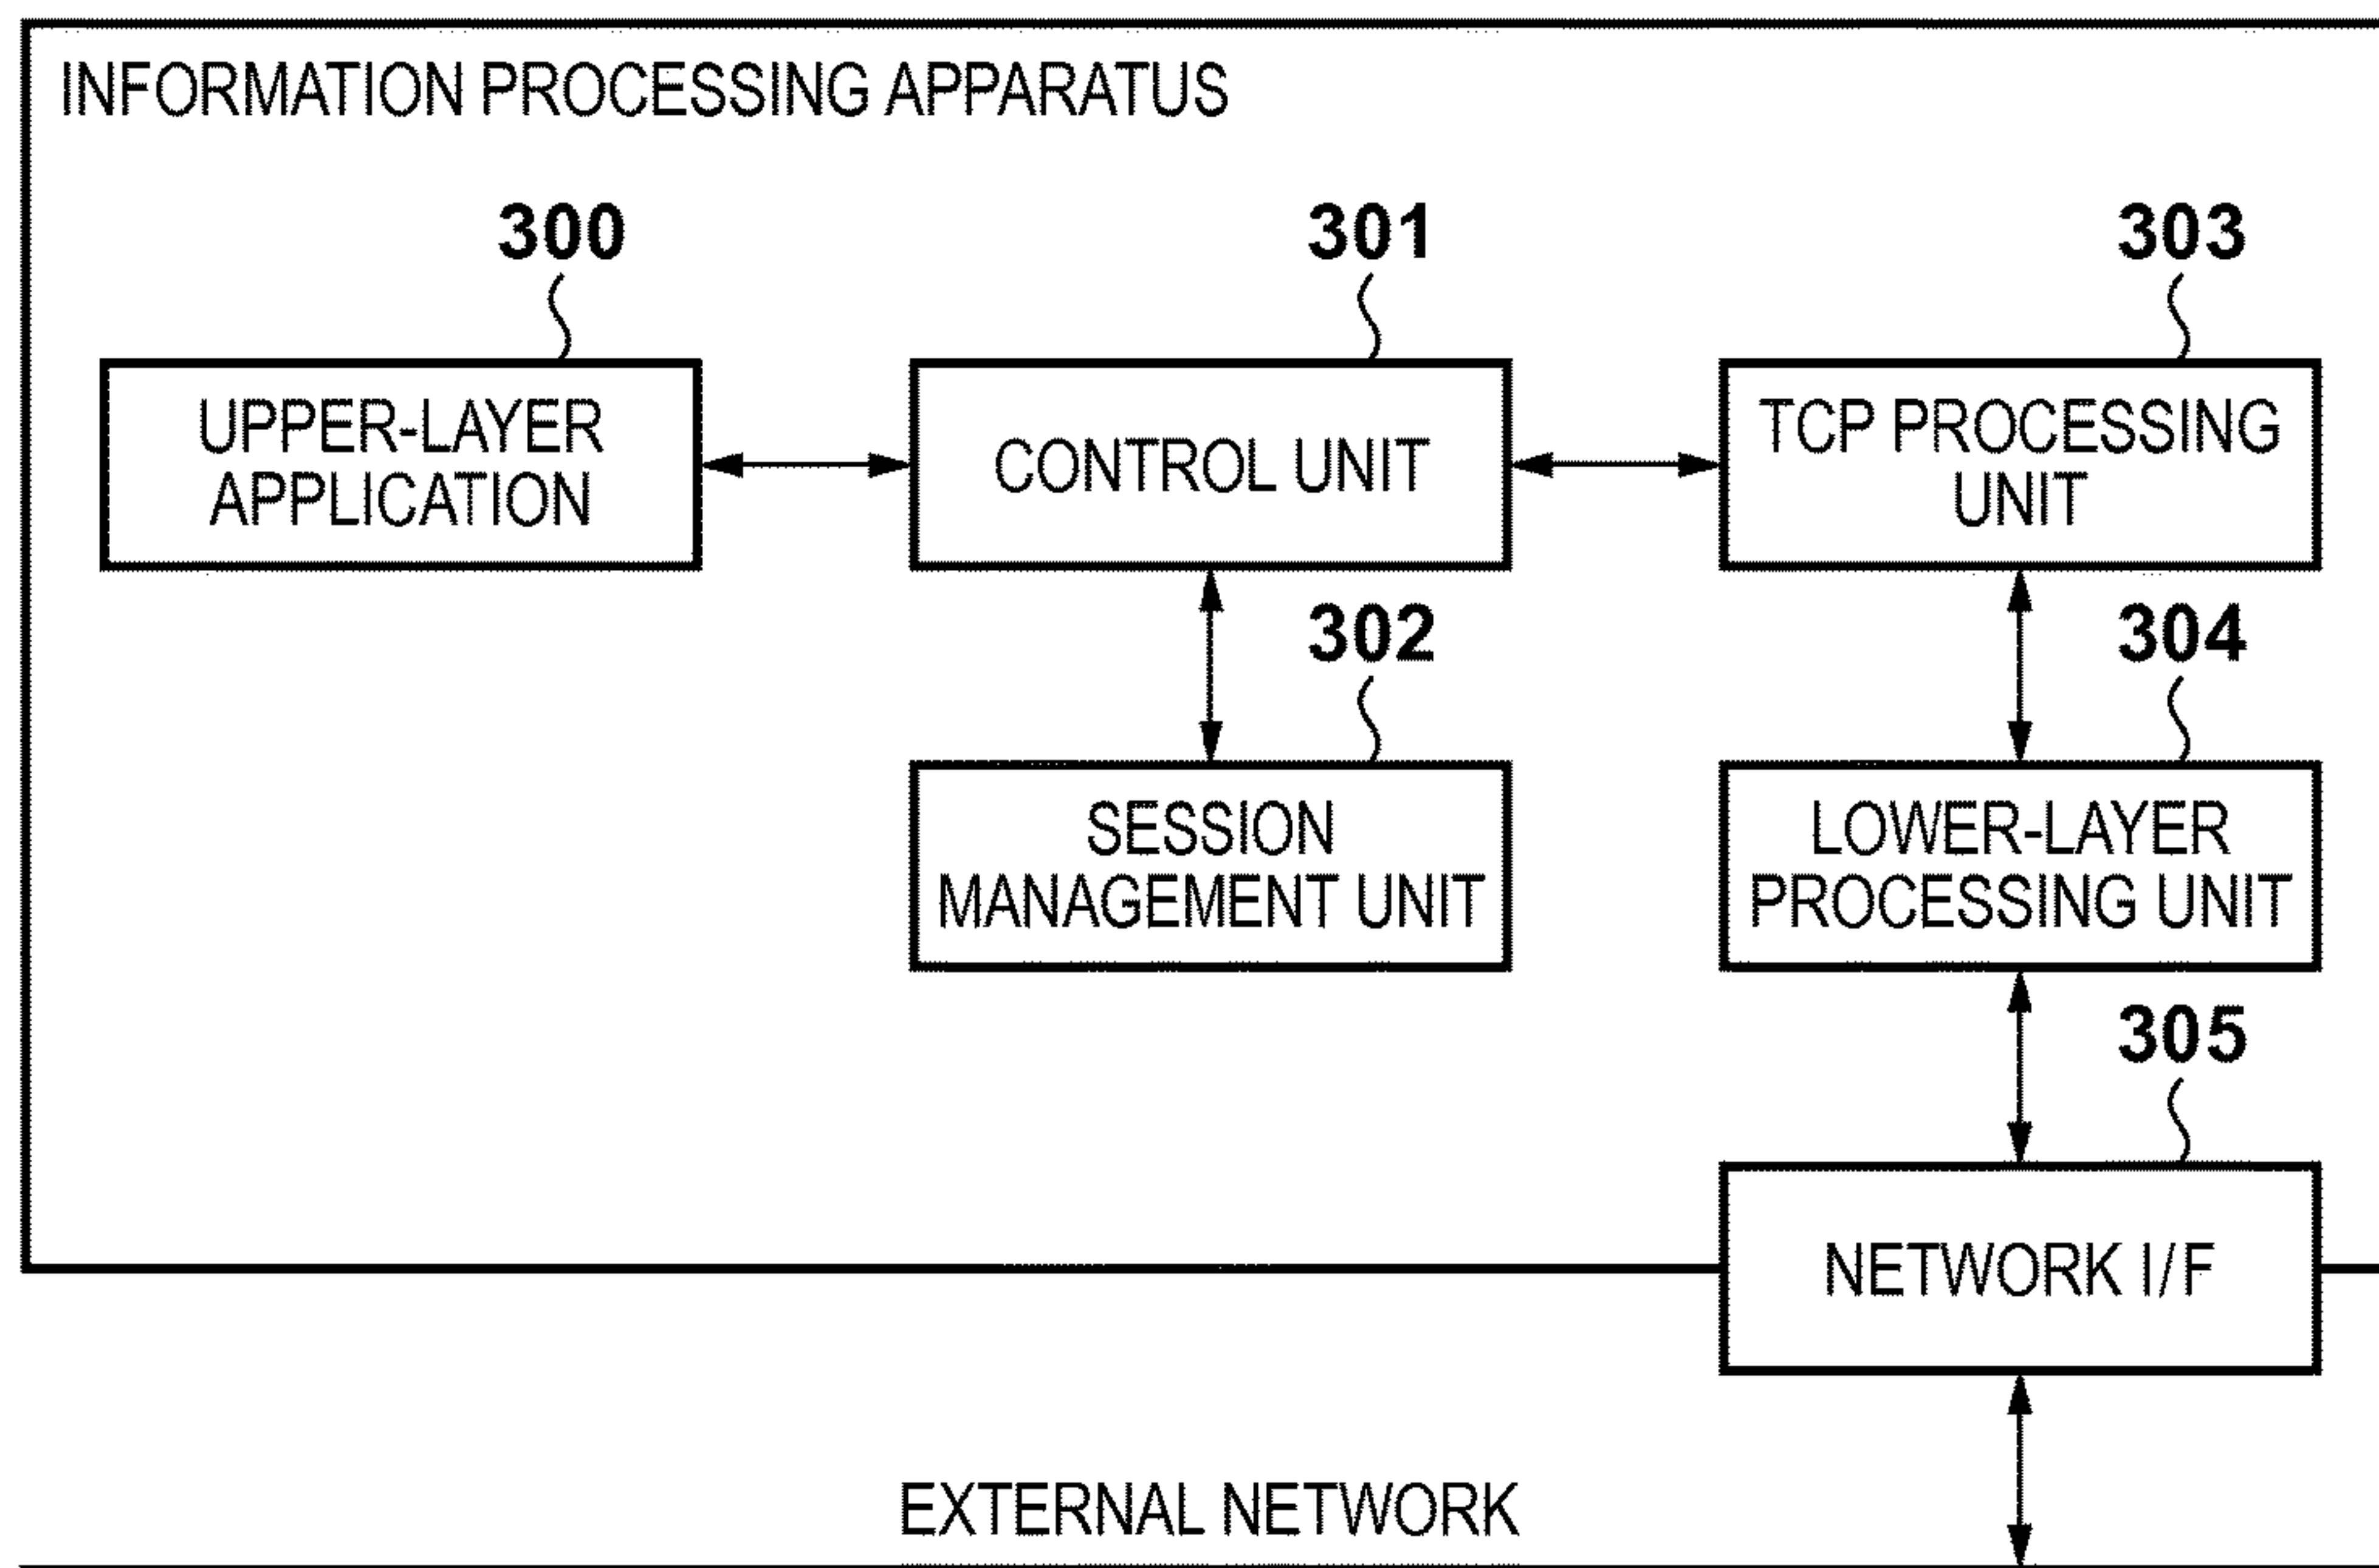 INFORMATION PROCESSING APPARATUS
300
301
303
UPPER-LAYER
APPLICATION
CONTROL UNIT
TCP PROCESSING
UNIT
302
304
SESSION
MANAGEMENT UNIT
LOWER-LAYER
PROCESSING UNIT
305
NETWORK I/F
EXTERNAL NETWORK